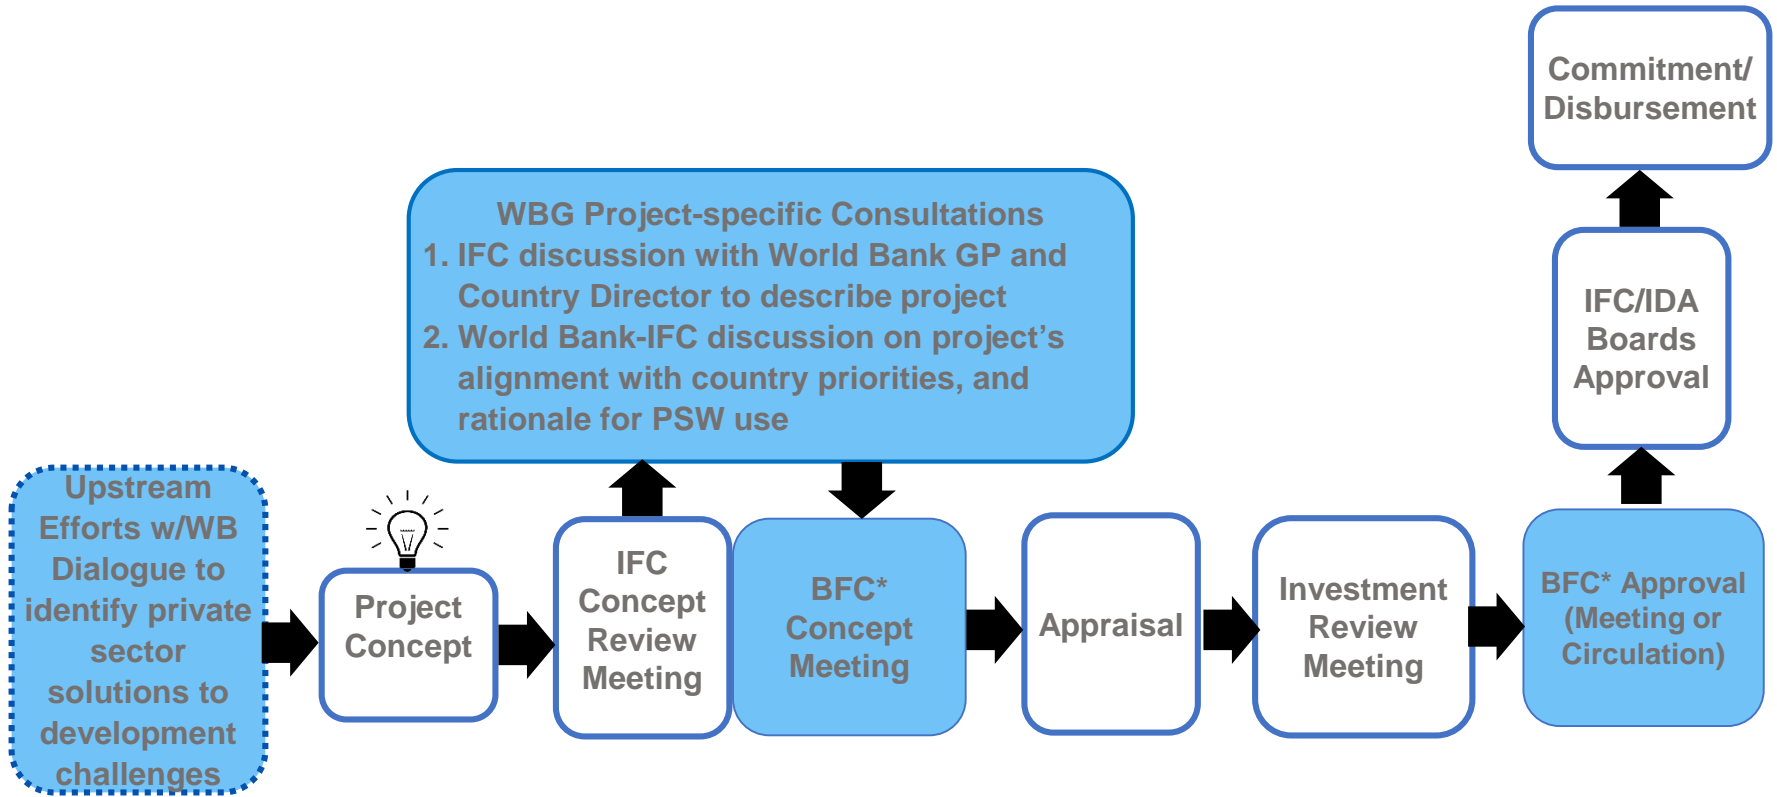 Commitment/
Disbursement
WBG Project-specific Consultations
1. IFC discussion with World Bank GP and
Country Director to describe project
2. World Bank-IFC discussion on project’s
alignment with country priorities, and
rationale for PSW use
IFC/IDA
Boards
Approval
Upstream
Efforts w/WB
Dialogue to
identify private
sector
solutions to
development
challenges
Project
Concept
IFC
Concept
Review
Meeting
BFC*
Concept
Meeting
Appraisal
Investment
Review
Meeting
BFC* Approval
(Meeting or
Circulation)